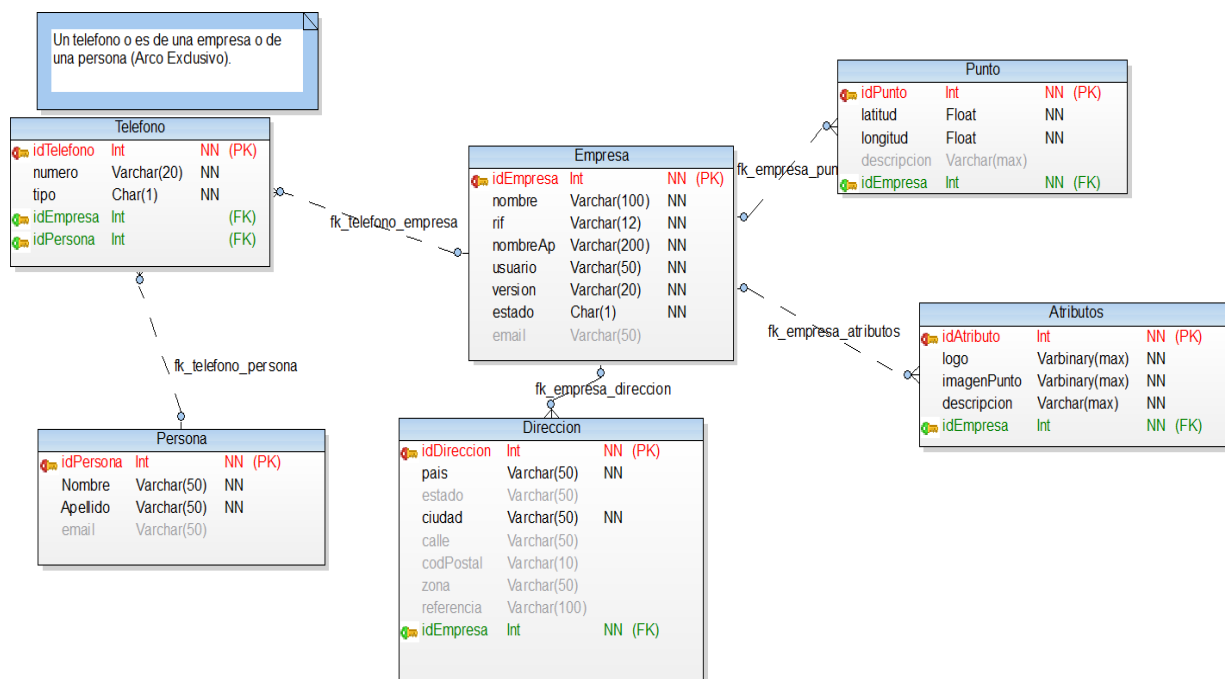 Un telefono o es de una empresa o de
una persona (Arco Exclusivo).
Telefono
idTelefono Int NN (PK)
numero Varchar(20) NN
tipo Char(1) NN
idEmpresa Int (FK)
idPersona Int (FK)
fk_telefono_empresa
fk_telefono_persona
Persona
idPersona Int NN (PK)
Nombre Varchar(50) NN
Apellido Varchar(50) NN
email Varchar(50)
Empresa
idEmpresa Int NN (PK)
nombre Varchar(100) NN
rif Varchar(12) NN
nombreAp Varchar(200) NN
usuario Varchar(50) NN
version Varchar(20) NN
estado Char(1) NN
email Varchar(50)
fk_empresa_direccion
Direccion
idDireccion Int NN (PK)
pais Varchar(50) NN
estado Varchar(50)
ciudad Varchar(50) NN
calle Varchar(50)
codPostal Varchar(10)
zona Varchar(50)
referencia Varchar(100)
idEmpresa Int NN (FK)
fk_empresa_pun
Punto
idPunto Int NN (PK)
latitud Float NN
longitud Float NN
descripcion Varchar(max)
idEmpresa Int NN (FK)
fk_empresa_atributos
Atributos
idAtributo Int NN (PK)
logo Varbinary(max) NN
imagenPunto Varbinary(max) NN
descripcion Varchar(max) NN
idEmpresa Int NN (FK)